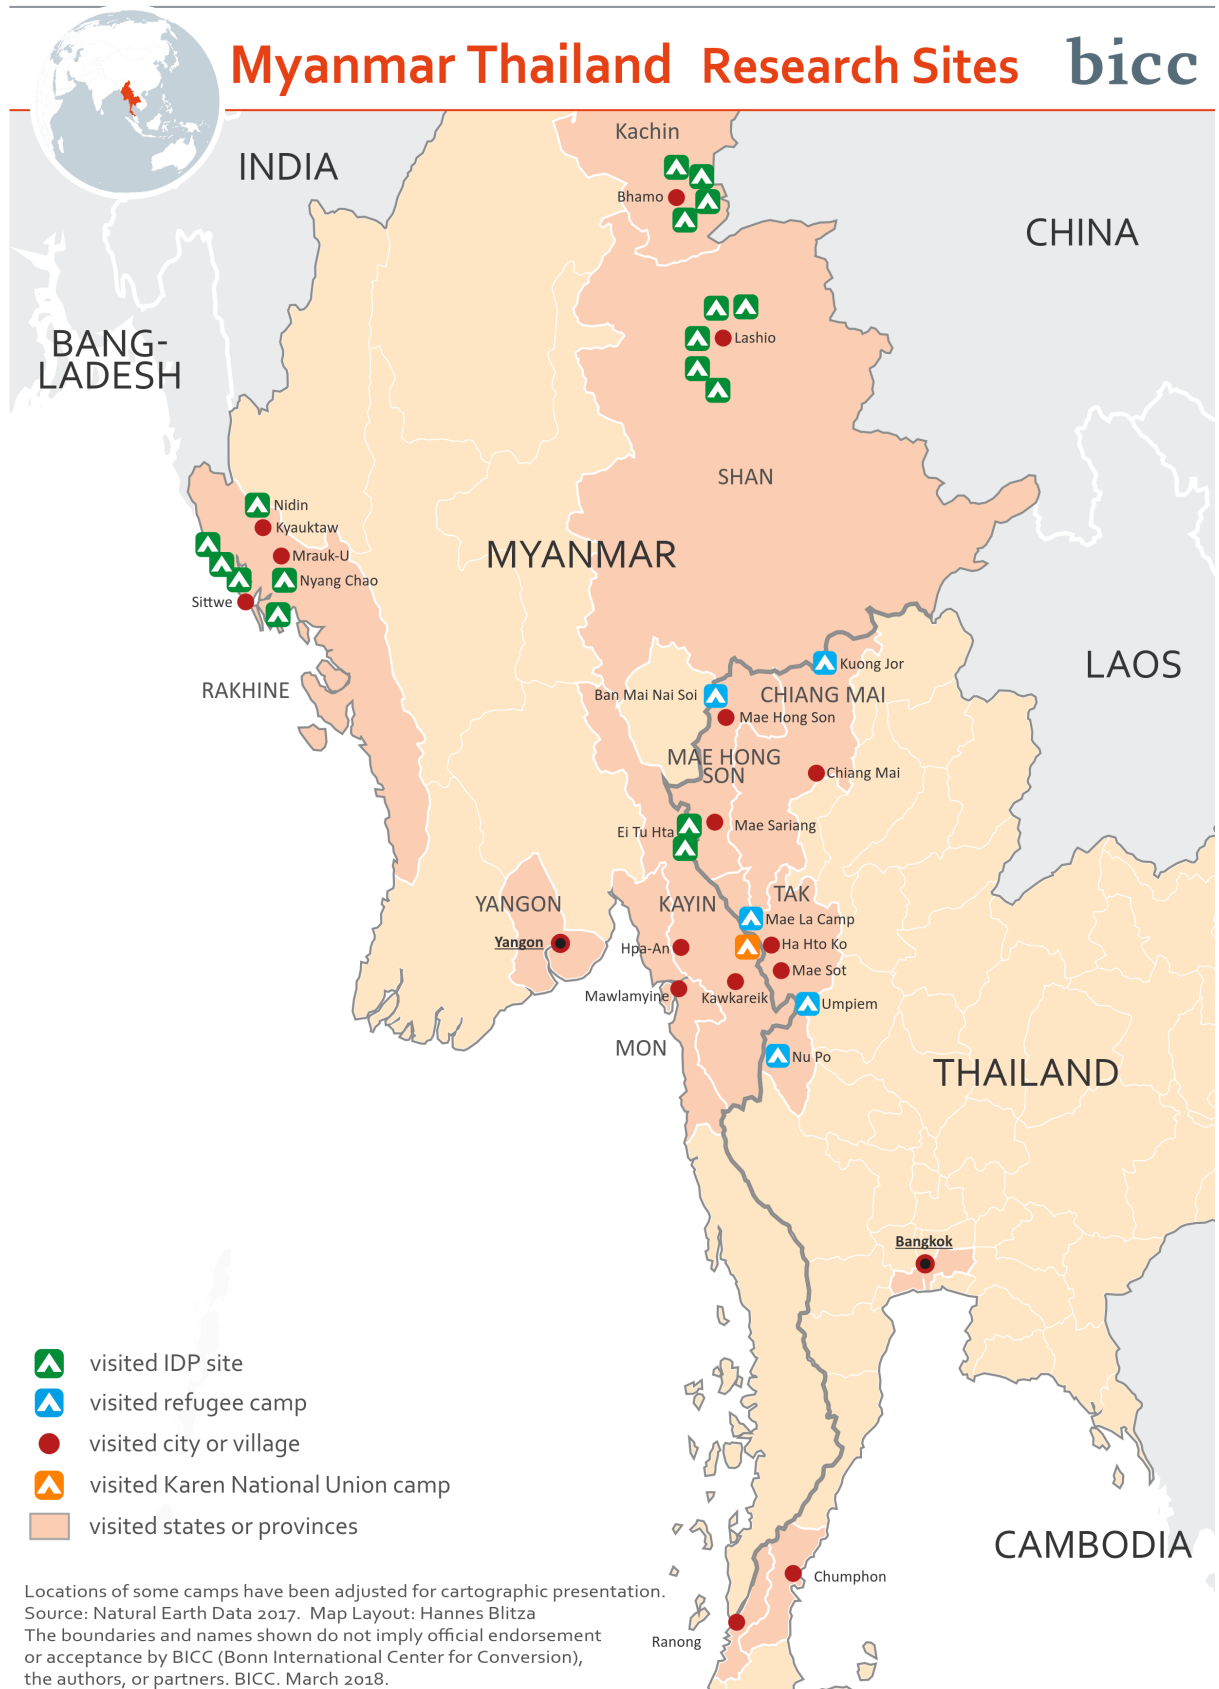 Myanmar Thailand Research Sites
bicc
Kachin
INDIA
Bhamo
CHINA
BANG-
LADESH
Lashio
SHAN
Nidin
Kyauktaw
MYANMAR
Mrauk-U
Nyang Chao
Sittwe
Kuong Jor
LAOS
RAKHINE
Ban Mai Nai Soi
CHIANG MAI
Mae Hong Son
MAE HONG
SON
Chiang Mai
Ei Tu Hta
Mae Sariang
TAK
YANGON
KAYIN
Mae La Camp
Yangon
Hpa-An
Ha Hto Ko
Mae Sot
Mawlamyine
Kawkareik
Umpiem
MON
Nu Po
THAILAND
Bangkok
visited IDP site
visited refugee camp
visited city or village
visited Karen National Union camp
visited states or provinces
CAMBODIA
Chumphon
Ranong
Locations of some camps have been adjusted for cartographic presentation.
Source: Natural Earth Data 2017. Map Layout: Hannes Blitza
The boundaries and names shown do not imply official endorsement
or acceptance by BICC (Bonn International Center for Conversion),
the authors, or partners. BICC. March 2018.